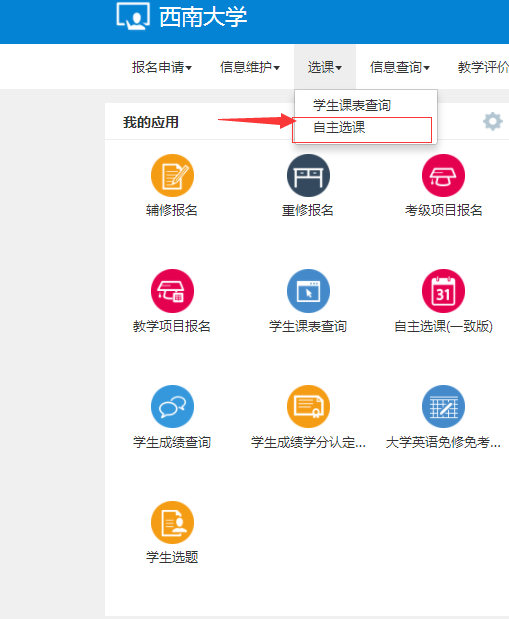 西南大学
报名申请 信息维护 选课 信息查询 教学评价
学生课表查询
自主选课
我的应用
辅修报名 重修报名 考级项目报名
31
教学项目报名 学生课表查询 自主选课(一致版)
学生成绩查询 学生成绩学分认定... 大学英语免修免考...
学生选题